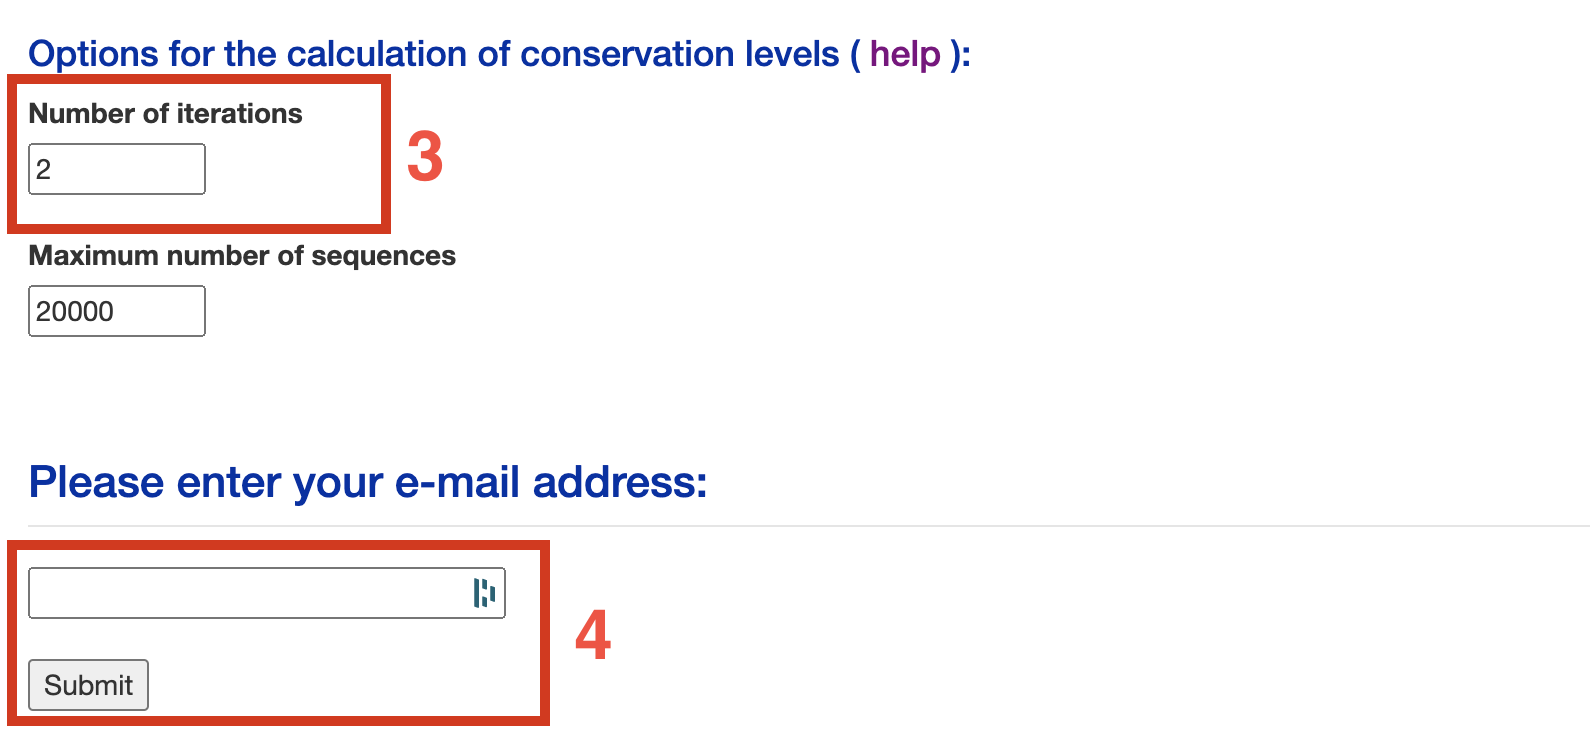 Options for the calculation of conservation levels ( help ):
Number of iterations
2
3
Maximum number of sequences
20000
Please enter your e-mail address:
4
Submit